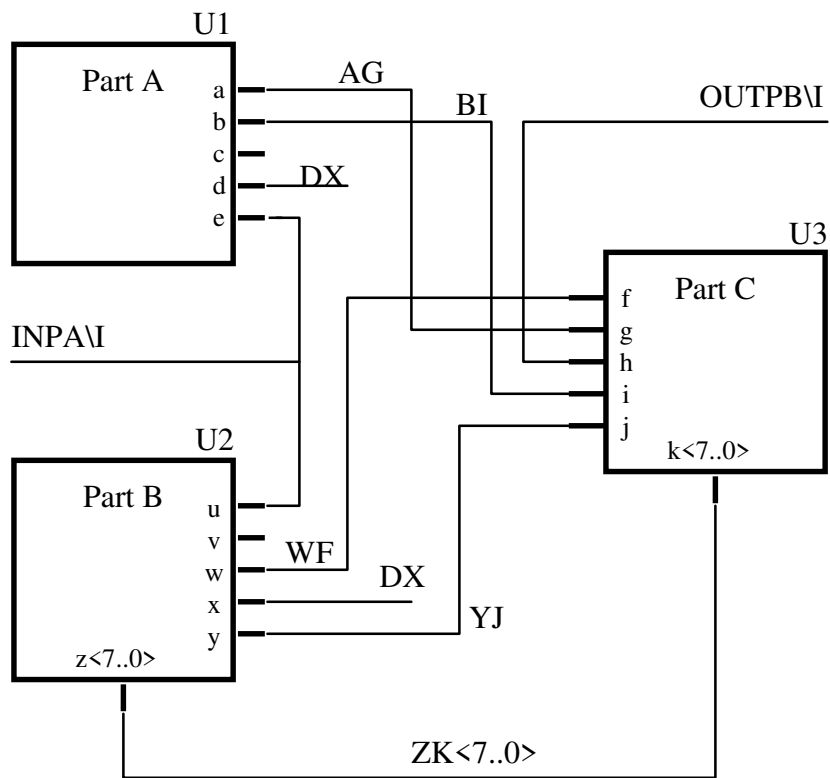 U1
Part A
a
AG
b
BI
OUTPB\I
c
d
DX
e
U3
Part C
f
g
INPA\I
h
i
j
U2
k<7..0>
Part B
u
v
w
WF
x
DX
y
YJ
z<7..0>
ZK<7..0>